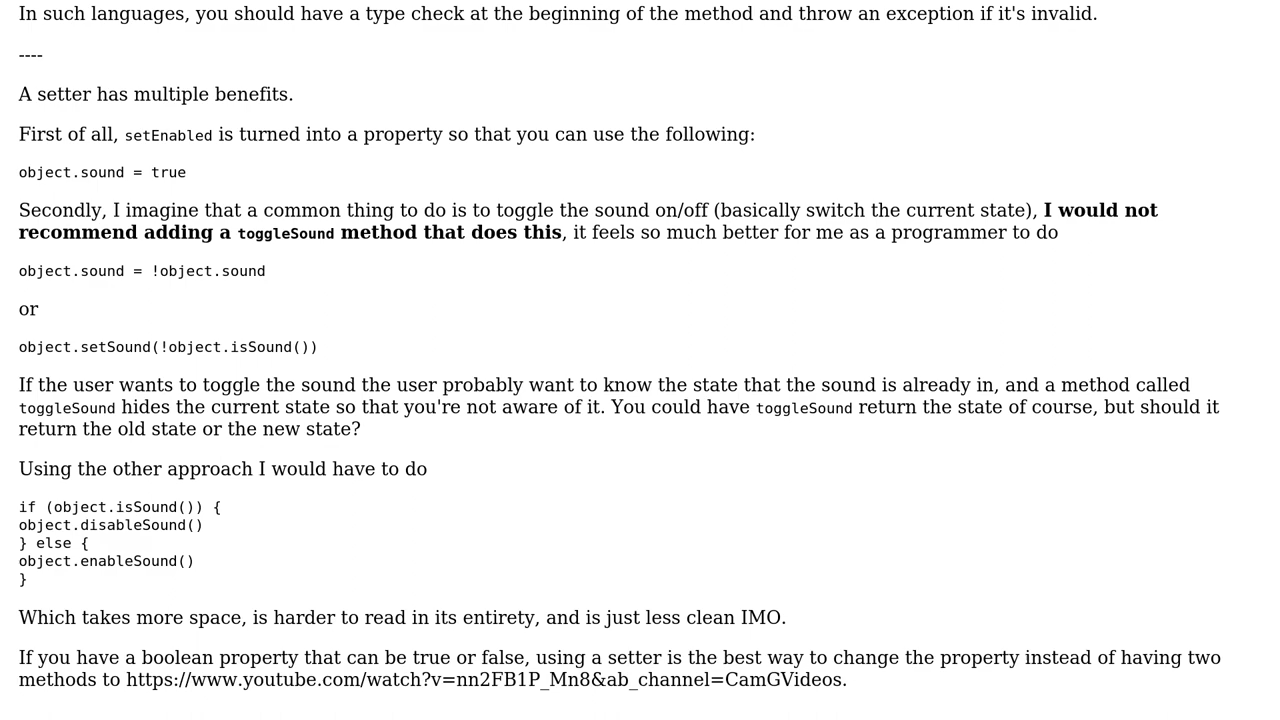 In such languages, you should have a type check at the beginning of the method and throw an exception if it's invalid.
----
A setter has multiple benefits.
First of all, setEnabled is turned into a property so that you can use the following:
object.sound = true
Secondly, I imagine that a common thing to do is to toggle the sound on/off (basically switch the current state), I would not
recommend adding a toggleSound method that does this, it feels so much better for me as a programmer to do
object.sound = !object.sound
or
object.setSound(!object.isSound())
If the user wants to toggle the sound the user probably want to know the state that the sound is already in, and a method called
toggleSound hides the current state so that you're not aware of it. You could have toggleSound return the state of course, but should it
return the old state or the new state?
Using the other approach I would have to do
if (object.isSound()) {
object.disableSound()
} else {
object.enableSound()
}
Which takes more space, is harder to read in its entirety, and is just less clean IMO.
If you have a boolean property that can be true or false, using a setter is the best way to change the property instead of having two
methods to https://www.youtube.com/watch?v=nn2FB1P_Mn8&ab_channel=CamGVideos.